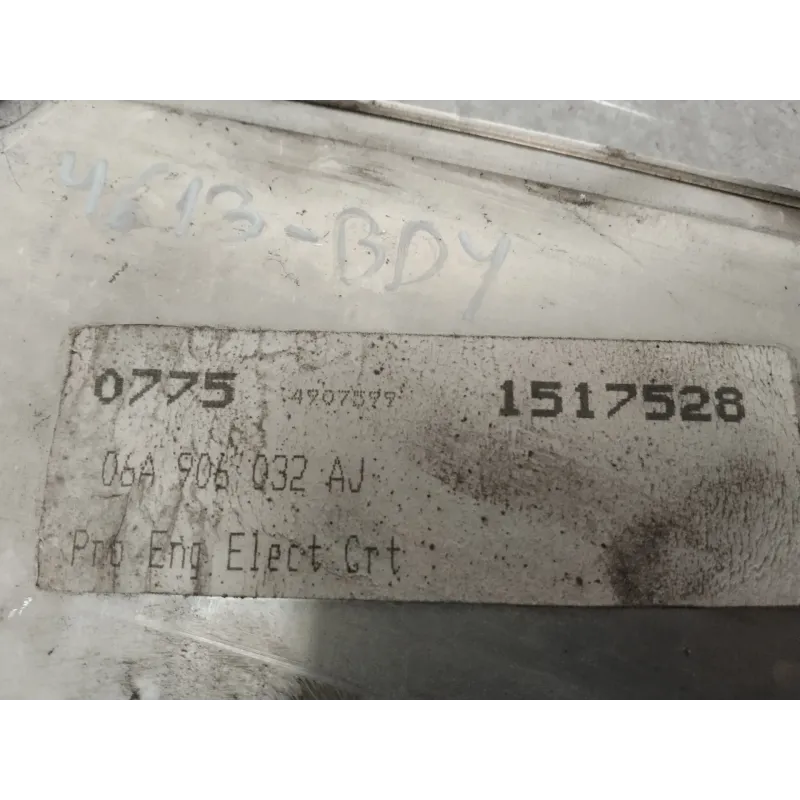 4613-BDY
0775 4907599 1517528
06A 906 032 AJ
Pro Eng Elect Crt